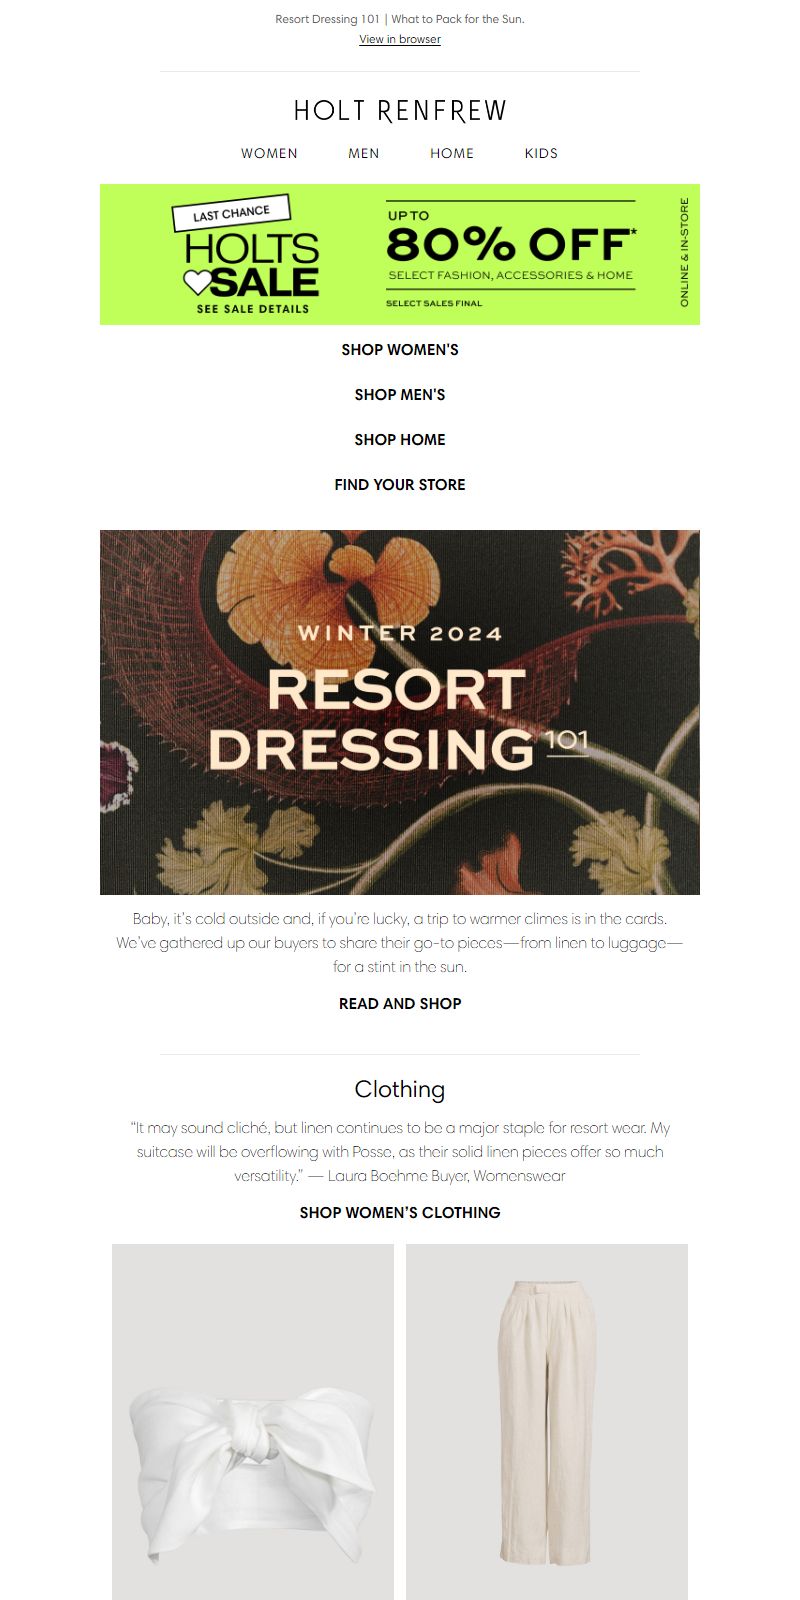 Resort Dressing 101 | What to Pack for the Sun.
View in browser
HOLT RENFREW
WOMEN MEN HOME KIDS
LAST CHANCE
HOLTS
SALE
SEE SALE DETAILS
UP TO
80% OFF*
SELECT FASHION, ACCESSORIES & HOME
SELECT SALES FINAL
ONLINE & IN-STORE
SHOP WOMEN'S
SHOP MEN'S
SHOP HOME
FIND YOUR STORE
WINTER 2024
RESORT
DRESSING 101
Baby, it’s cold outside and, if you’re lucky, a trip to warmer climes is in the cards.
We’ve gathered up our buyers to share their go-to pieces—from linen to luggage—
for a stint in the sun.
READ AND SHOP
Clothing
“It may sound cliché, but linen continues to be a major staple for resort wear. My
suitcase will be overflowing with Posse, as their solid linen pieces offer so much
versatility.” — Laura Boehme Buyer, Womenswear
SHOP WOMEN’S CLOTHING